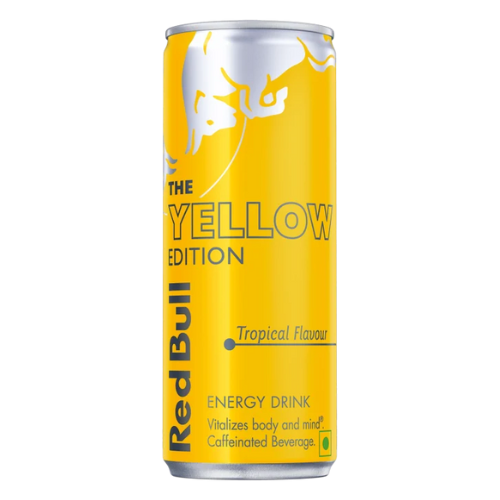 THE
YELLOW
EDITION
Red Bull
Tropical Flavour
ENERGY DRINK
Vitalizes body and mind®.
Caffeinated Beverage.